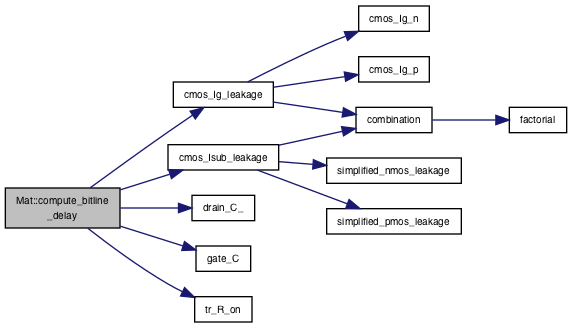 cmos_Ig_n
cmos_Ig_p
cmos_Ig_leakage
combination
factorial
cmos_Isub_leakage
simplified_nmos_leakage
Mat::compute_bitline
_delay
drain_C_
simplified_pmos_leakage
gate_C
tr_R_on